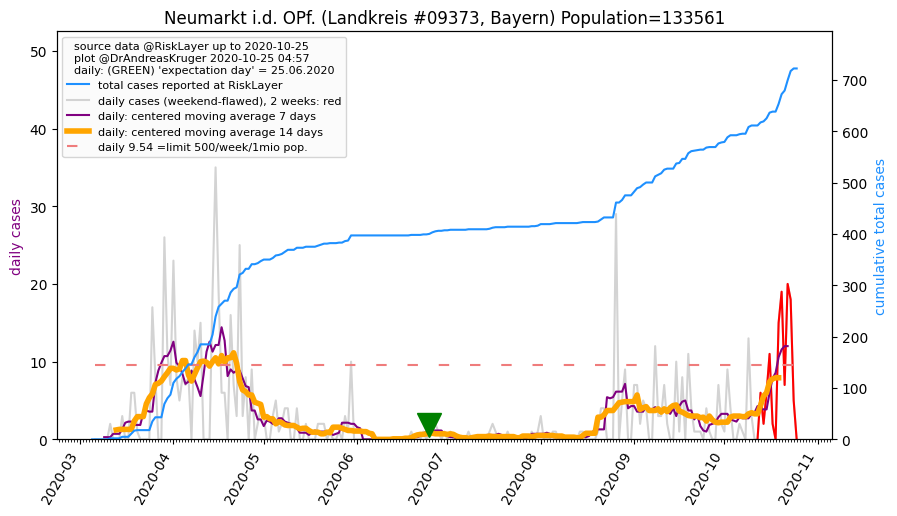 Neumarkt i.d. OPf. (Landkreis #09373, Bayern) Population=133561
source data @RiskLayer up to 2020-10-25
plot @DrAndreasKruger 2020-10-25 04:57
daily: (GREEN) 'expectation day' = 25.06.2020
total cases reported at RiskLayer
daily cases (weekend-flawed), 2 weeks: red
daily: centered moving average 7 days
daily: centered moving average 14 days
daily 9.54 =limit 500/week/1mio pop.
daily cases
50
40
30
20
10
0
cumulative total cases
700
600
500
400
300
200
100
0
2020-03
2020-04
2020-05
2020-06
2020-07
2020-08
2020-09
2020-10
2020-11